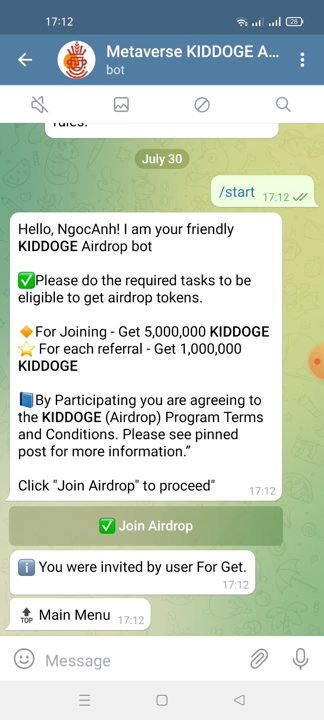 17:12
28
Metaverse KIDDOGE A...
bot
rules.
July 30
/start 17:12
Hello, NgocAnh! I am your friendly
KIDDOGE Airdrop bot
✅Please do the required tasks to be
eligible to get airdrop tokens.
🔶For Joining - Get 5,000,000 KIDDOGE
⭐ For each referral - Get 1,000,000
KIDDOGE
📘By Participating you are agreeing to
the KIDDOGE (Airdrop) Program Terms
and Conditions. Please see pinned
post for more information.”
Click "Join Airdrop" to proceed"
17:12
✅ Join Airdrop
ℹ️ You were invited by user For Get.
17:12
🔝 Main Menu 17:12
Message